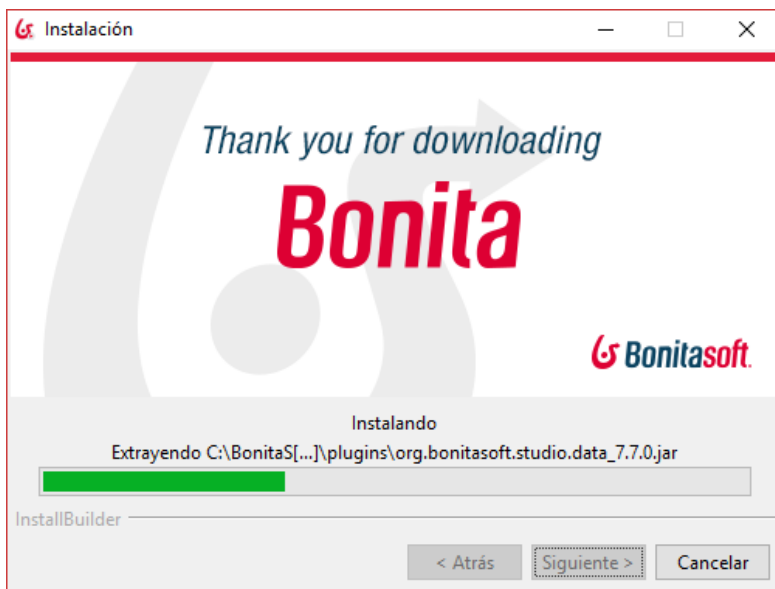 Instalación
Thank you for downloading
Bonita
Bonitasoft.
Instalando
Extrayendo C:\BonitaS[...]\plugins\org.bonitasoft.studio.data_7.7.0.jar
InstallBuilder
< Atrás Siguiente > Cancelar